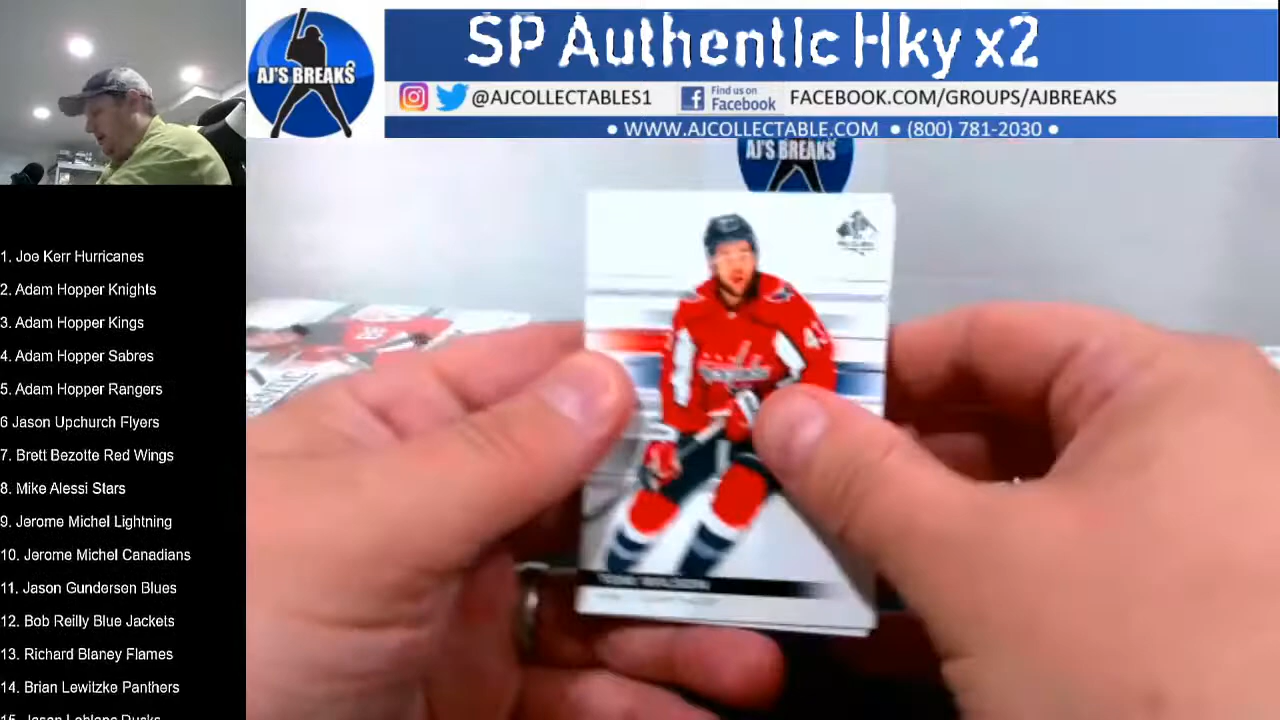 SP Authentic Hky x2
AJ'S BREAKS
@AJCOLLECTABLES1
Find us on
Facebook
FACEBOOK.COM/GROUPS/AJBREAKS
● WWW.AJCOLLECTABLE.COM ● (800) 781-2030 ●
AJ'S BREAKS
1. Joe Kerr Hurricanes
2. Adam Hopper Knights
3. Adam Hopper Kings
4. Adam Hopper Sabres
5. Adam Hopper Rangers
6 Jason Upchurch Flyers
7. Brett Bezotte Red Wings
8. Mike Alessi Stars
9. Jerome Michel Lightning
10. Jerome Michel Canadians
11. Jason Gundersen Blues
12. Bob Reilly Blue Jackets
13. Richard Blaney Flames
14. Brian Lewitzke Panthers